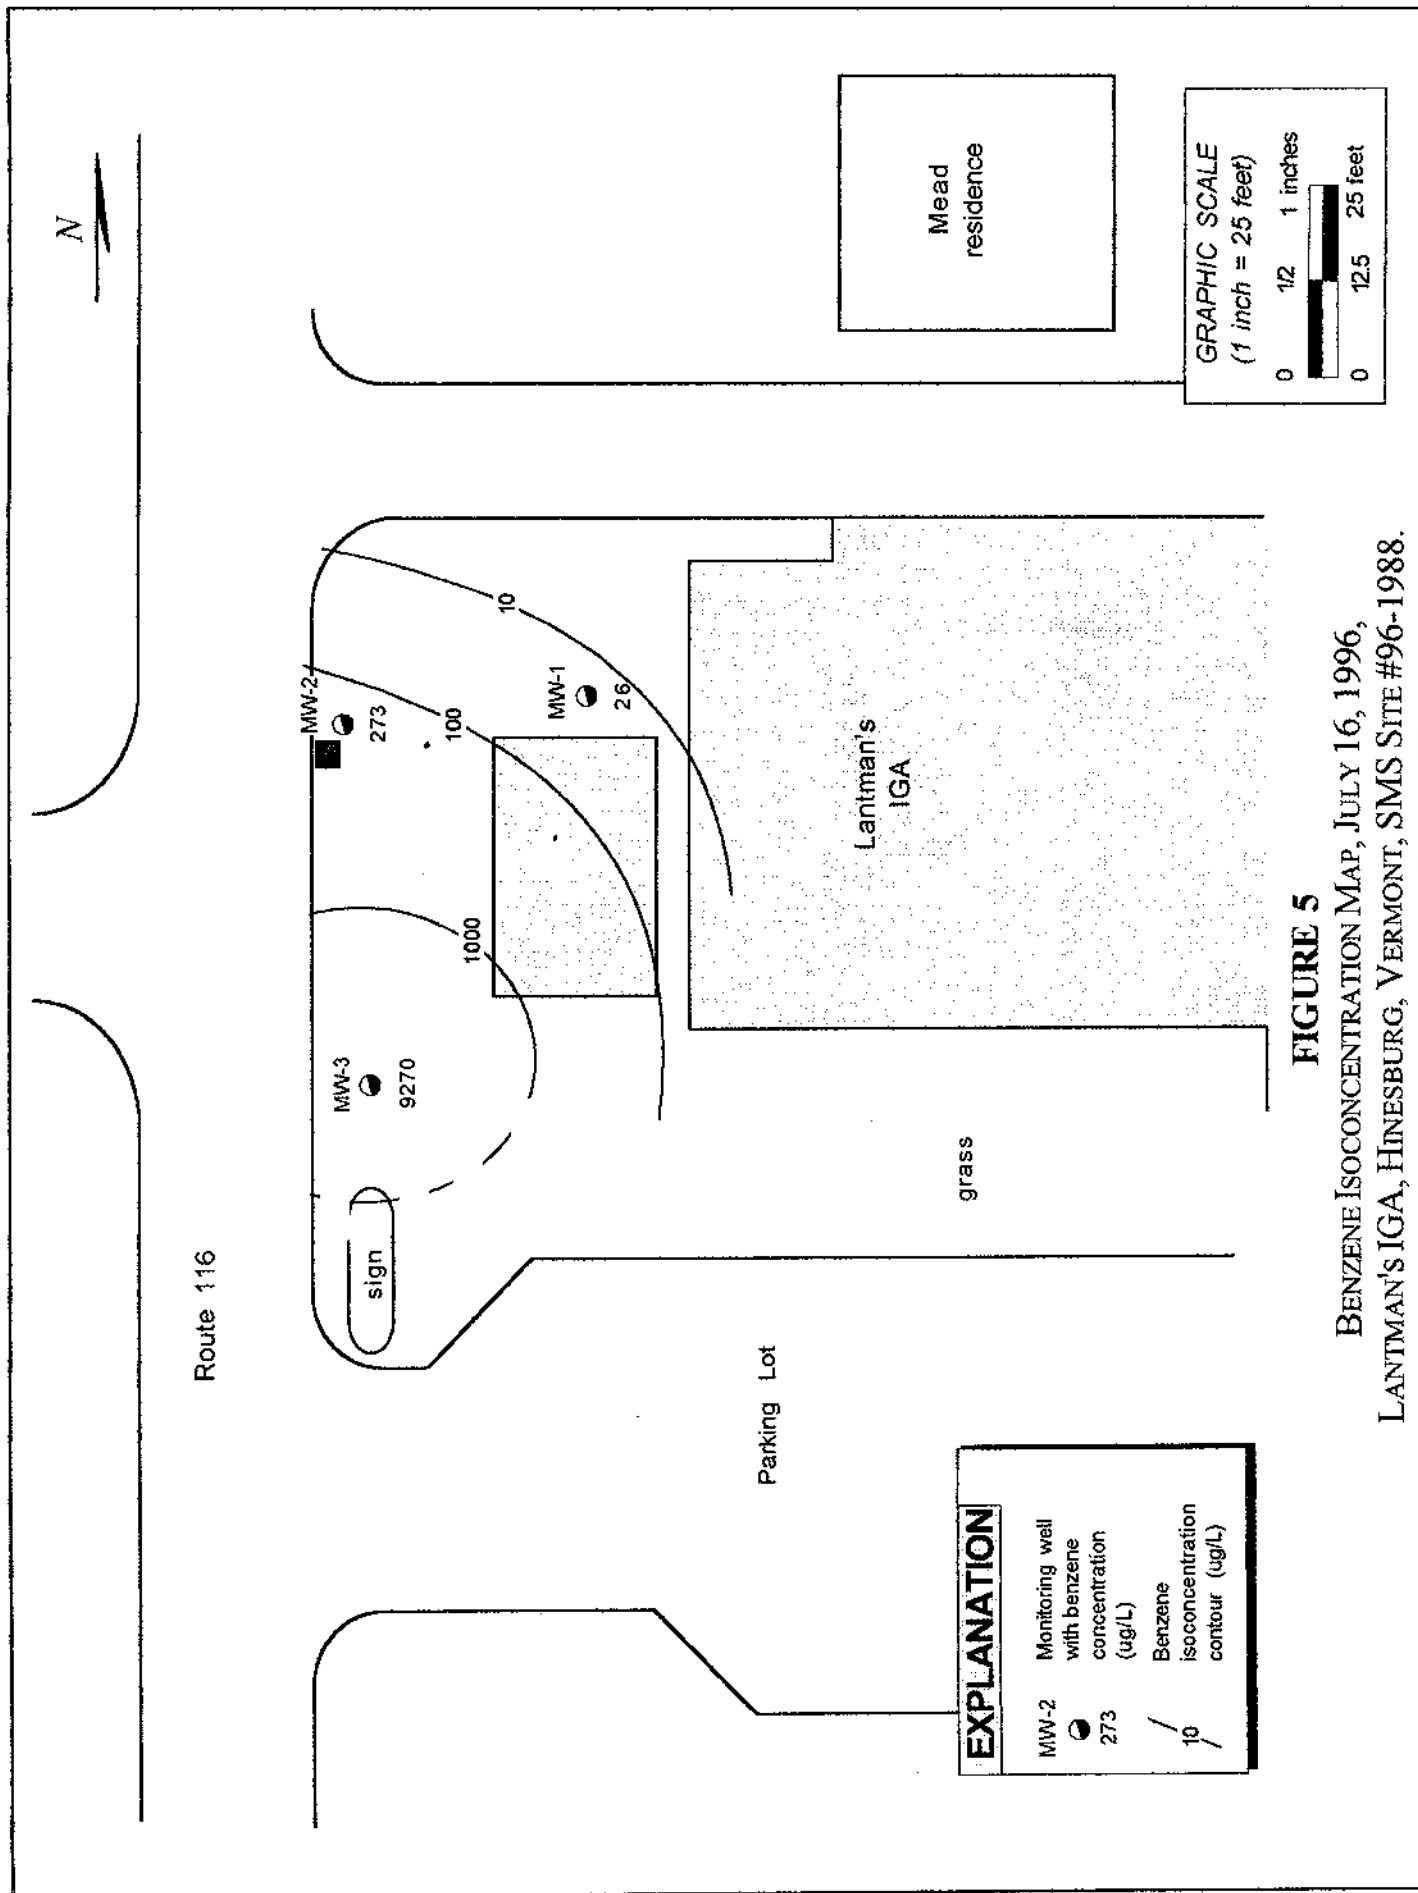 N
Route 116
sign
MW-3
9270
1000
MW-2
273
100
10
MW-1
26
Lantman's
IGA
Mead
residence
grass
Parking Lot
EXPLANATION
MW-2
273
Monitoring well
with benzene
concentration
(ug/L)
10
Benzene
isoconcentration
contour (ug/L)
GRAPHIC SCALE
(1 inch = 25 feet)
0 1/2 1 inches
0 12.5 25 feet
FIGURE 5
BENZENE ISOCONCENTRATION MAP, JULY 16, 1996,
LANTMAN'S IGA, HINESBURG, VERMONT, SMS SITE #96-1988.